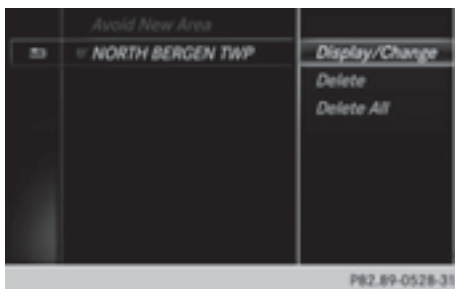 Avoid New Area
NORTH BERGEN TWP
Display/Change
Delete
Delete All
P82.89-0528-31